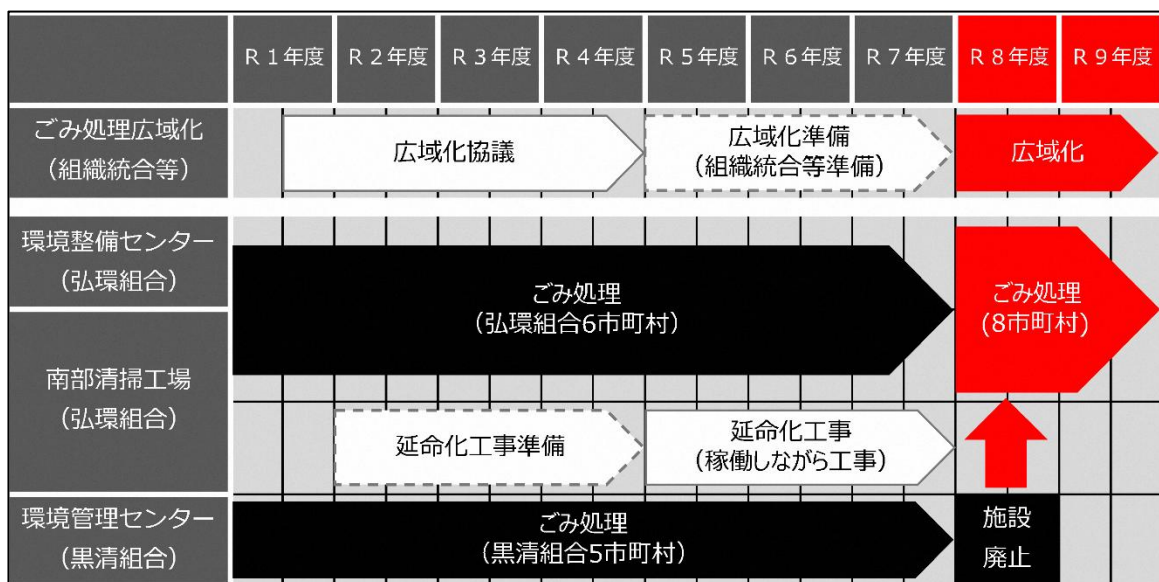 R1年度 R2年度 R3年度 R4年度 R5年度 R6年度 R7年度 R8年度 R9年度
ごみ処理広域化
(組織統合等)
広域化協議
広域化準備
(組織統合等準備)
広域化
環境整備センター
(弘環組合)
ごみ処理
(弘環組合6市町村)
ごみ処理
(8市町村)
南部清掃工場
(弘環組合)
延命化工事準備
延命化工事
(稼働しながら工事)
環境管理センター
(黒清組合)
ごみ処理
(黒清組合5市町村)
施設
廃止